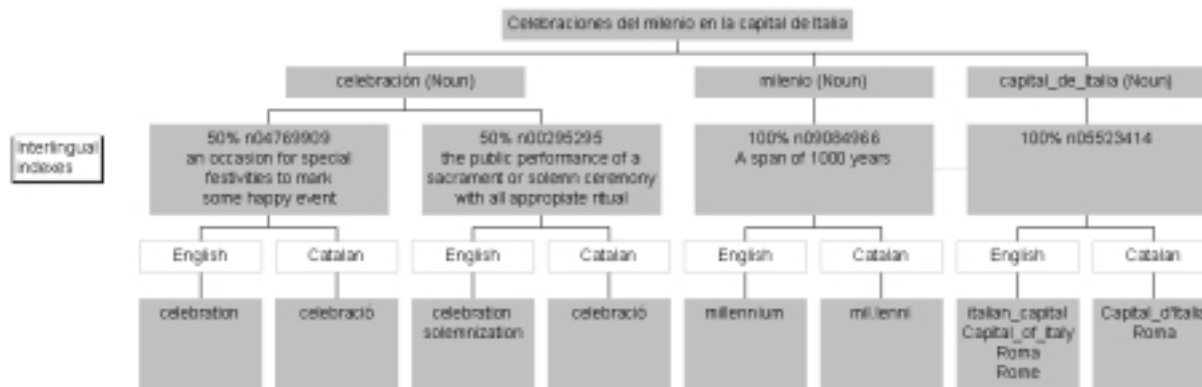 Celebraciones del milenio en la capital de Italia
celebración (Noun)
milenio (Noun)
capital_de_Italia (Noun)
Interlingual
indexes
50% n04769909
an occasion for special
festivities to mark
some happy event
50% n00295295
the public performance of a
sacrament or solemn ceremony
with all appropiate ritual
100% n09084966
A span of 1000 years
100% n05523414
English
Catalan
English
Catalan
English
Catalan
English
Catalan
celebration
celebració
celebration
solemnization
celebració
millennium
mil.lenni
italian_capital
Capital_of_Italy
Roma
Rome
Capital_d'Italia
Roma